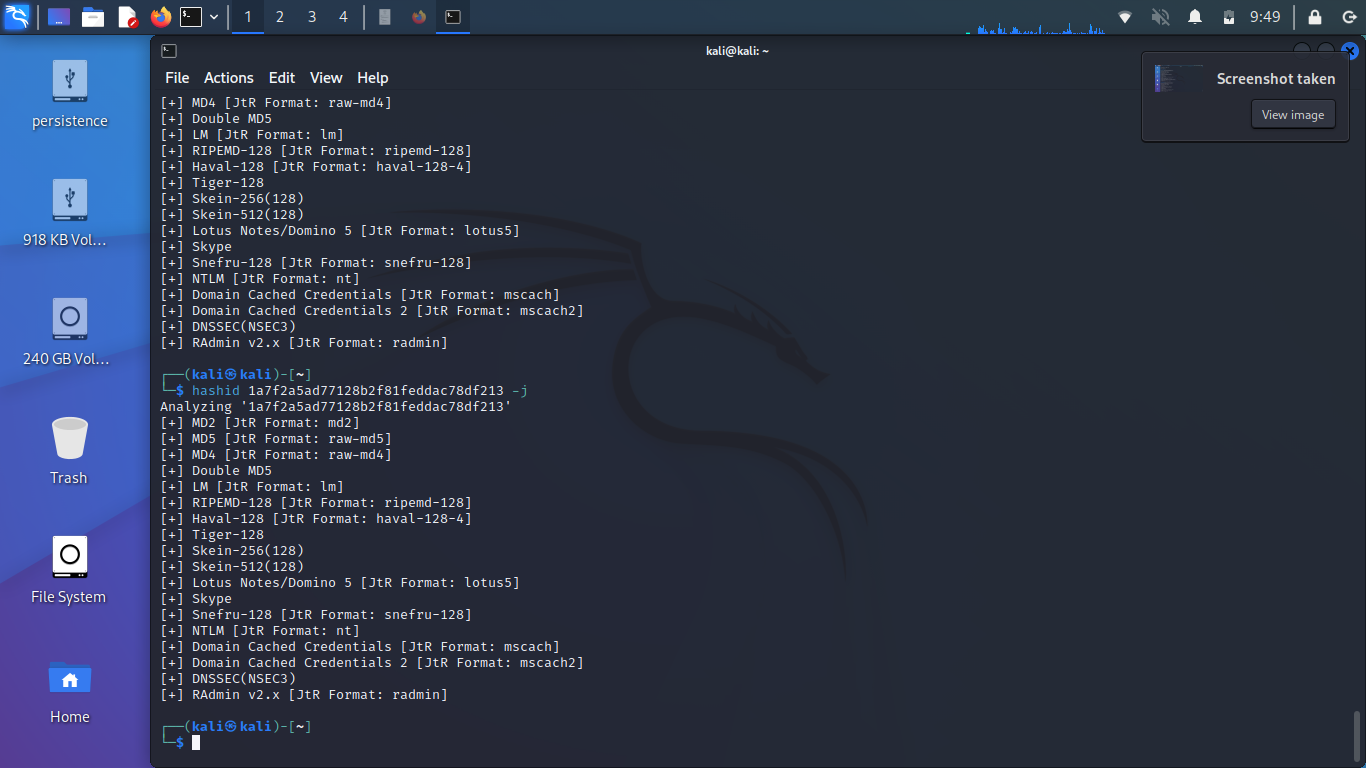 1 2 3 4 9:49
kali@kali: ~
File Actions Edit View Help
Screenshot taken
View image
persistence
918 KB Vol...
240 GB Vol...
Trash
File System
Home
[+] MD4 [JtR Format: raw-md4]
[+] Double MD5
[+] LM [JtR Format: lm]
[+] RIPEMD-128 [JtR Format: ripemd-128]
[+] Haval-128 [JtR Format: haval-128-4]
[+] Tiger-128
[+] Skein-256(128)
[+] Skein-512(128)
[+] Lotus Notes/Domino 5 [JtR Format: lotus5]
[+] Skype
[+] Snefru-128 [JtR Format: snefru-128]
[+] NTLM [JtR Format: nt]
[+] Domain Cached Credentials [JtR Format: mscach]
[+] Domain Cached Credentials 2 [JtR Format: mscach2]
[+] DNSSEC(NSEC3)
[+] RAdmin v2.x [JtR Format: radmin]
┌──(kali㉿kali)-[~]
└─$ hashid 1a7f2a5ad77128b2f81feddac78df213 -j
Analyzing '1a7f2a5ad77128b2f81feddac78df213'
[+] MD2 [JtR Format: md2]
[+] MD5 [JtR Format: raw-md5]
[+] MD4 [JtR Format: raw-md4]
[+] Double MD5
[+] LM [JtR Format: lm]
[+] RIPEMD-128 [JtR Format: ripemd-128]
[+] Haval-128 [JtR Format: haval-128-4]
[+] Tiger-128
[+] Skein-256(128)
[+] Skein-512(128)
[+] Lotus Notes/Domino 5 [JtR Format: lotus5]
[+] Skype
[+] Snefru-128 [JtR Format: snefru-128]
[+] NTLM [JtR Format: nt]
[+] Domain Cached Credentials [JtR Format: mscach]
[+] Domain Cached Credentials 2 [JtR Format: mscach2]
[+] DNSSEC(NSEC3)
[+] RAdmin v2.x [JtR Format: radmin]
┌──(kali㉿kali)-[~]
└─$